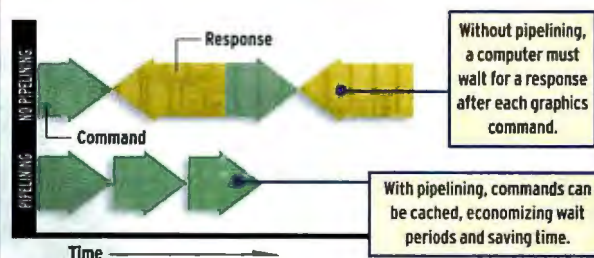 NO PIPELINING
Response
Command
Without pipelining,
a computer must
wait for a response
after each graphics
command.
PIPELINING
With pipelining, commands can
be cached, economizing wait
periods and saving time.
Time